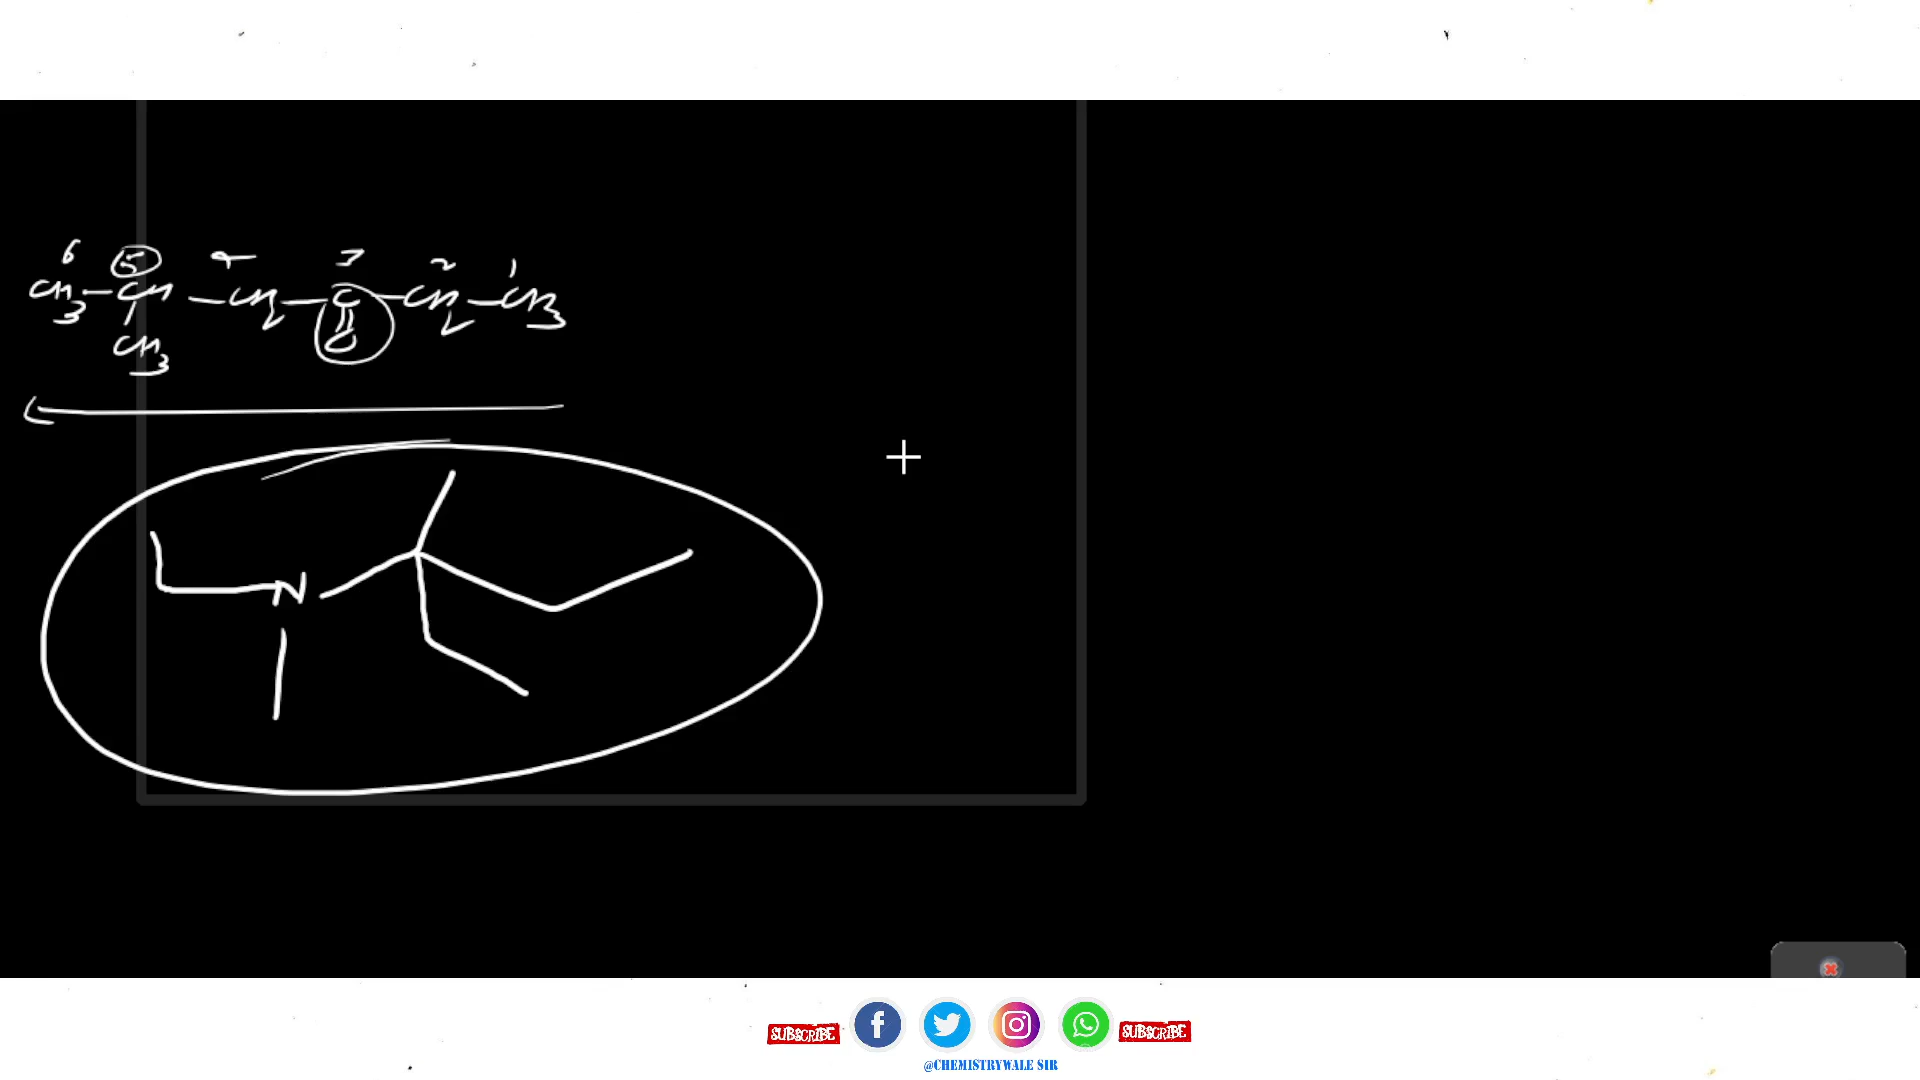 6 5 4 3 2 1
CH3-CH-CH2-C-CH2-CH3
CH3 O
N
SUBSCRIBE SUBSCRIBE
@CHEMISTRYWALE SIR